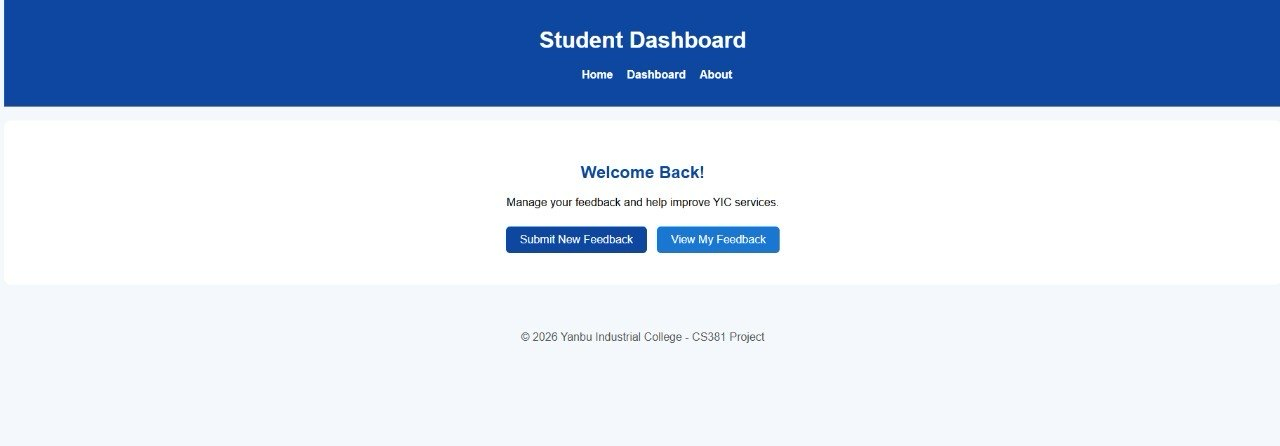 Student Dashboard
Home Dashboard About
Welcome Back!
Manage your feedback and help improve YIC services.
Submit New Feedback View My Feedback
© 2026 Yanbu Industrial College - CS381 Project